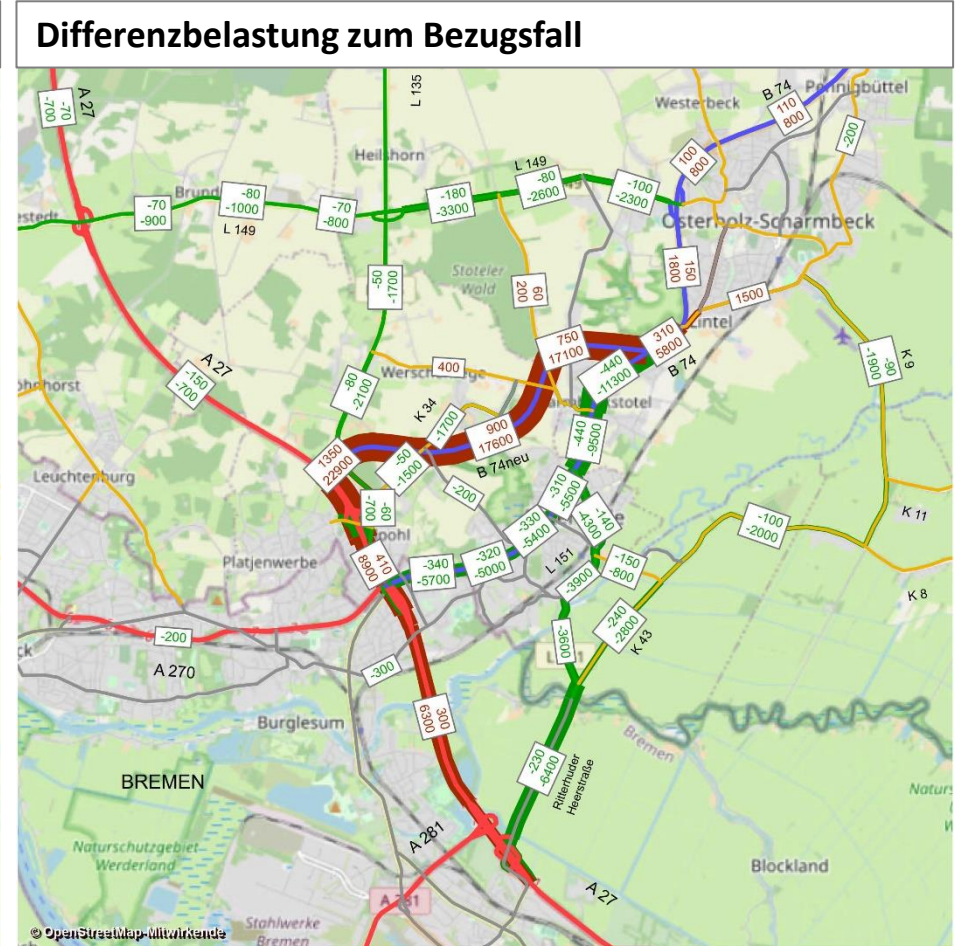 Differenzbelastung zum Bezugsfall
L 135
B 74
Pennigbüttel
Westerbeck
110
800
-70
-700
A 27
-200
Heilshorn
100
800
L 149
-80
-2600
-180
-3300
-100
-2300
-80
-1000
-70
-900
-70
-800
L 149
Osterholz-Scharmbeck
150
1800
-50
-1700
Stoteler
Wald
60
200
1500
750
17100
310
5800
B 74
-90
-1900
K 9
A 27
-150
-700
400
-440
-11300
-80
-2100
K 34
-1700
900
17600
B 74neu
-440
-9500
1350
22900
-50
-1500
Leuchtenburg
-200
-310
-5500
-60
-700
-330
-5400
-140
-4300
-100
-2000
K 11
Platjenwerbe
410
8900
-340
-5700
-320
-5000
L 151
-150
-800
-3900
K 8
-240
-2800
K 43
-200
-3600
A 270
-300
Burglesum
300
6300
Bremen
BREMEN
-230
-6400
Ritterhuder
Heerstraße
A 281
Naturschutzgebiet
Werderland
Blockland
A 27
Stahlwerke
Bremen
© OpenStreetMap-Mitwirkende